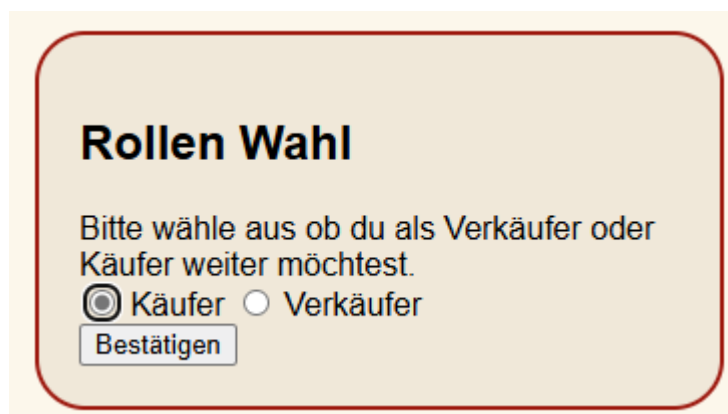 Rollen Wahl
Bitte wähle aus ob du als Verkäufer oder
Käufer weiter möchtest.
Käufer Verkäufer
Bestätigen